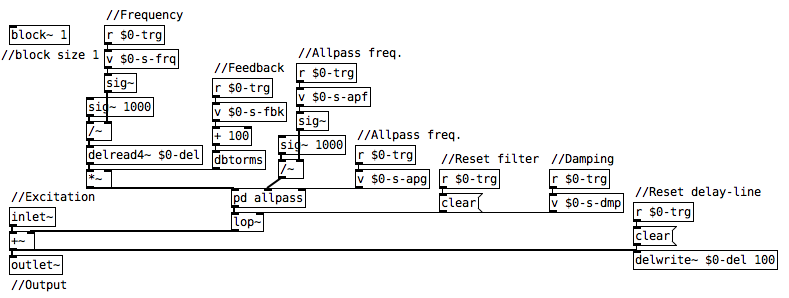 //Frequency
block~ 1
r $0-trg
//block size 1
v $0-s-frq
sig~
sig~ 1000
/~
delread4~ $0-del
*~
//Feedback
r $0-trg
v $0-s-fbk
+ 100
dbtorms
//Allpass freq.
r $0-trg
v $0-s-apf
sig~
sig~ 1000
/~
//Allpass freq.
r $0-trg
v $0-s-apg
pd allpass
lop~
//Reset filter
r $0-trg
clear
//Damping
r $0-trg
v $0-s-dmp
//Reset delay-line
r $0-trg
clear
delwrite~ $0-del 100
//Excitation
inlet~
+~
outlet~
//Output